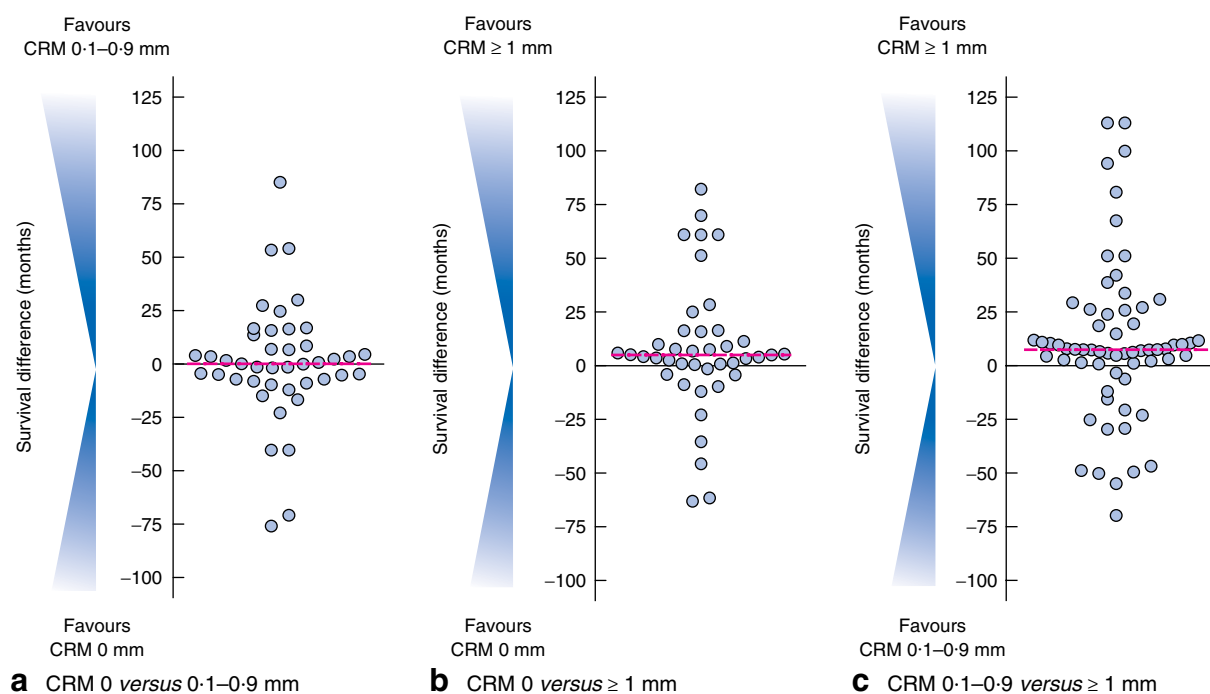 Favours
CRM 0·1–0·9 mm
125
100
75
50
25
0
−25
−50
−75
−100
Survival difference (months)
Favours
CRM 0 mm
a CRM 0 versus 0·1–0·9 mm
Favours
CRM ≥ 1 mm
125
100
75
50
25
0
−25
−50
−75
−100
Survival difference (months)
Favours
CRM 0 mm
b CRM 0 versus ≥ 1 mm
Favours
CRM ≥ 1 mm
125
100
75
50
25
0
−25
−50
−75
−100
Survival difference (months)
Favours
CRM 0·1–0·9 mm
c CRM 0·1–0·9 mm versus ≥ 1 mm